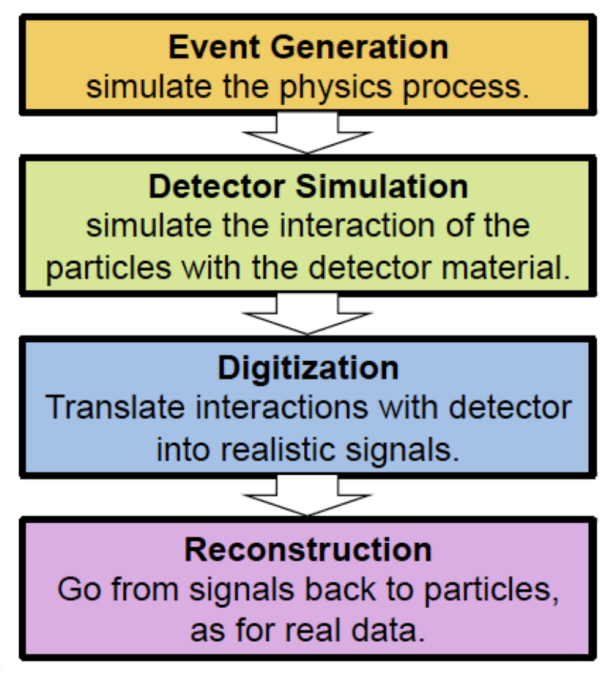 Event Generation
simulate the physics process.
Detector Simulation
simulate the interaction of the
particles with the detector material.
Digitization
Translate interactions with detector
into realistic signals.
Reconstruction
Go from signals back to particles,
as for real data.